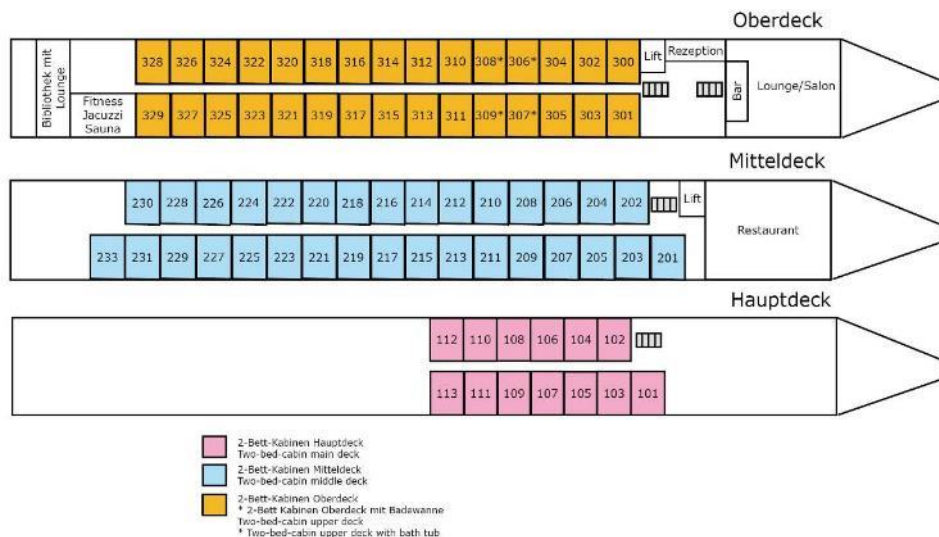 Oberdeck
Bibliothek mit
Lounge
328 326 324 322 320 318 316 314 312 310 308* 306* 304 302 300
Lift
Rezeption
Fitness
Jacuzzi
Sauna
329 327 325 323 321 319 317 315 313 311 309* 307* 305 303 301
Bar
Lounge/Salon
Mitteldeck
230 228 226 224 222 220 218 216 214 212 210 208 206 204 202
Lift
Restaurant
233 231 229 227 225 223 221 219 217 215 213 211 209 207 205 203 201
Hauptdeck
112 110 108 106 104 102
113 111 109 107 105 103 101
2-Bett-Kabinen Hauptdeck
Two-bed-cabin main deck
2-Bett-Kabinen Mitteldeck
Two-bed-cabin middle deck
2-Bett-Kabinen Oberdeck
* 2-Bett Kabinen Oberdeck mit Badewanne
Two-bed-cabin upper deck
* Two-bed-cabin upper deck with bath tub